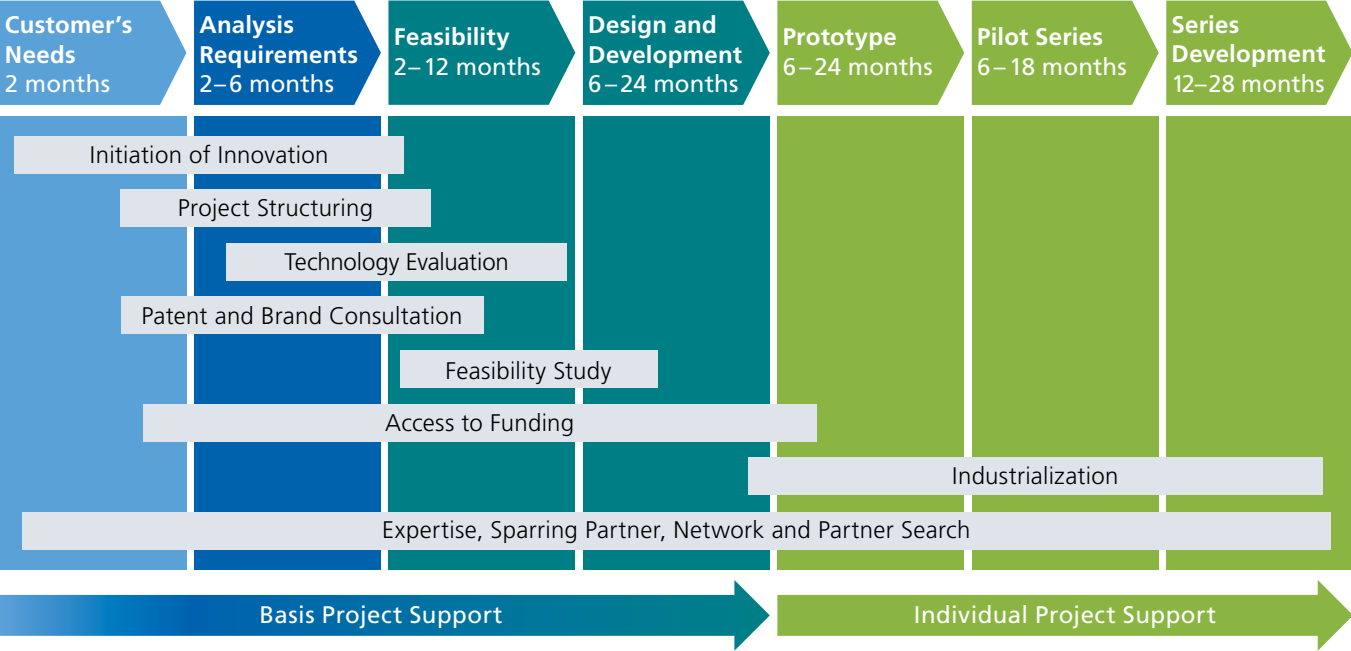 Customer's
Needs
2 months
Analysis
Requirements
2–6 months
Feasibility
2–12 months
Design and
Development
6–24 months
Prototype
6–24 months
Pilot Series
6–18 months
Series
Development
12–28 months
Initiation of Innovation
Project Structuring
Technology Evaluation
Patent and Brand Consultation
Feasibility Study
Access to Funding
Industrialization
Expertise, Sparring Partner, Network and Partner Search
Basis Project Support
Individual Project Support